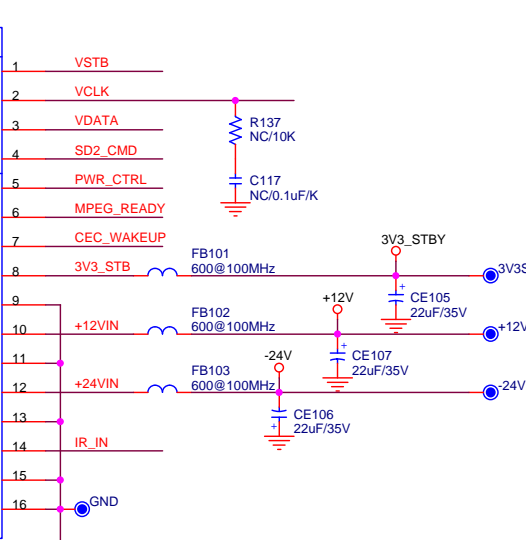 1 VSTB
2 VCLK
3 VDATA
4 SD2_CMD
5 PWR_CTRL
6 MPEG_READY
7 CEC_WAKEUP
8 3V3_STB
9
10 +12VIN
11
12 +24VIN
13
14 IR_IN
15
16
GND
R137
NC/10K
C117
NC/0.1uF/K
FB101
600@100MHz
3V3_STBY
+
CE105
22uF/35V
3V3S
FB102
600@100MHz
+12V
+
CE107
22uF/35V
+12V
FB103
600@100MHz
-24V
+
CE106
22uF/35V
-24V